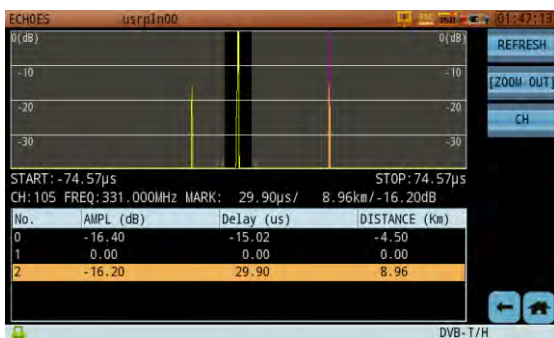 ECHOES usrpln00 01:47:13
0(dB) 0(dB)
-10 -10
-20 -20
-30 -30
REFRESH
[ZOOM OUT]
CH
START:-74.57µs STOP:74.57µs
CH:105 FREQ:331.000MHz MARK: 29.90µs/ 8.96km/-16.20dB
No. AMPL (dB) Delay (us) DISTANCE (Km)
0 -16.40 -15.02 -4.50
1 0.00 0.00 0.00
2 -16.20 29.90 8.96
DVB-T/H